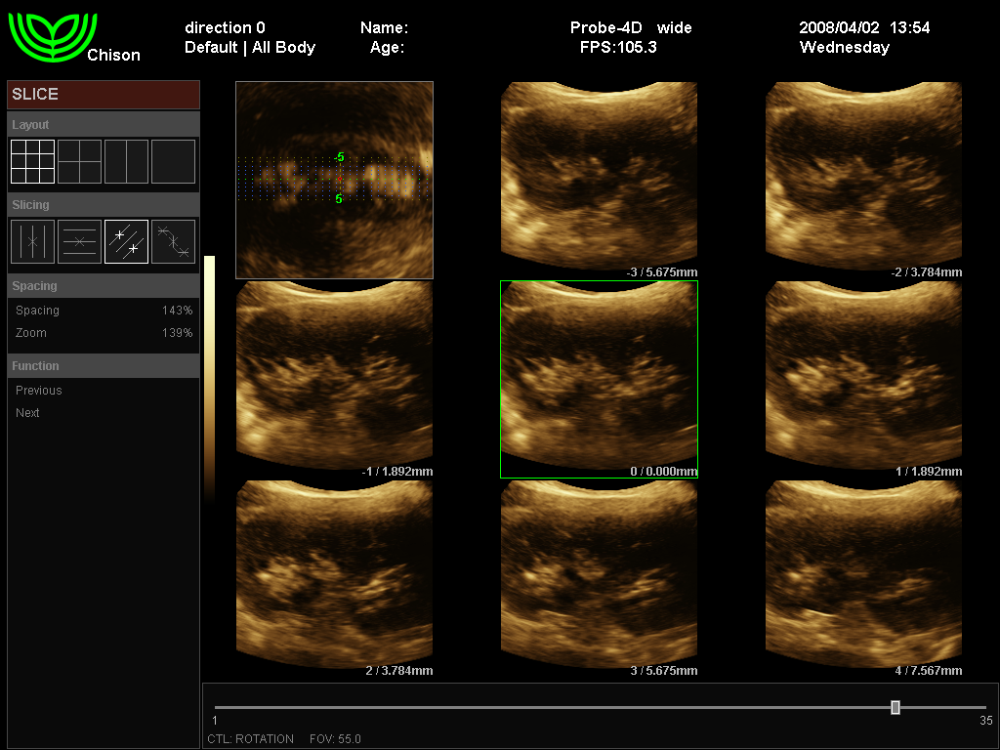 Chison
direction 0
Default | All Body
Name:
Age:
Probe-4D wide
FPS:105.3
2008/04/02 13:54
Wednesday
SLICE
Layout
Slicing
Spacing
Spacing 143%
Zoom 139%
Function
Previous
Next
-5
5
-3 / 5.675mm
-2 / 3.784mm
-1 / 1.892mm
0 / 0.000mm
1 / 1.892mm
2 / 3.784mm
3 / 5.675mm
4 / 7.567mm
1
35
CTL: ROTATION FOV: 55.0